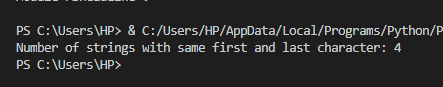 PS C:\Users\HP> & C:/Users/HP/AppData/Local/Programs/Python/P
Number of strings with same first and last character: 4
PS C:\Users\HP>